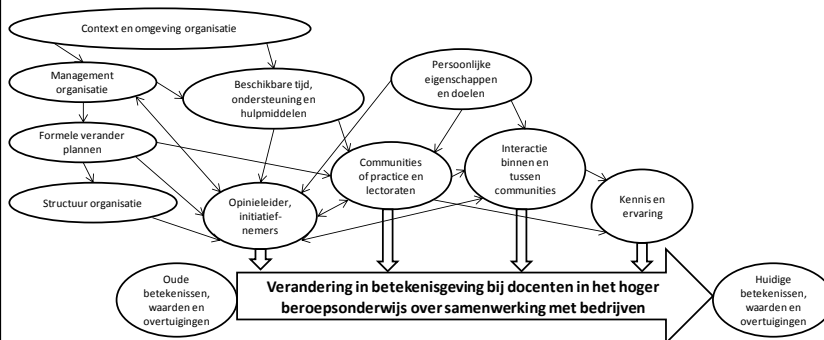 Context en omgeving organisatie
Management
organisatie
Beschikbare tijd,
ondersteuning en
hulpmiddelen
Persoonlijke
eigenschappen
en doelen
Formele verander
plannen
Communities
of practice en
lectoraten
Interactie
binnen en
tussen
communities
Structuur organisatie
Opinieleider,
initiatief-
nemers
Kennis en
ervaring
Oude
betekenissen,
waarden en
overtuigingen
Verandering in betekenisgeving bij docenten in het hoger
beroepsonderwijs over samenwerking met bedrijven
Huidige
betekenissen,
waarden en
overtuigingen